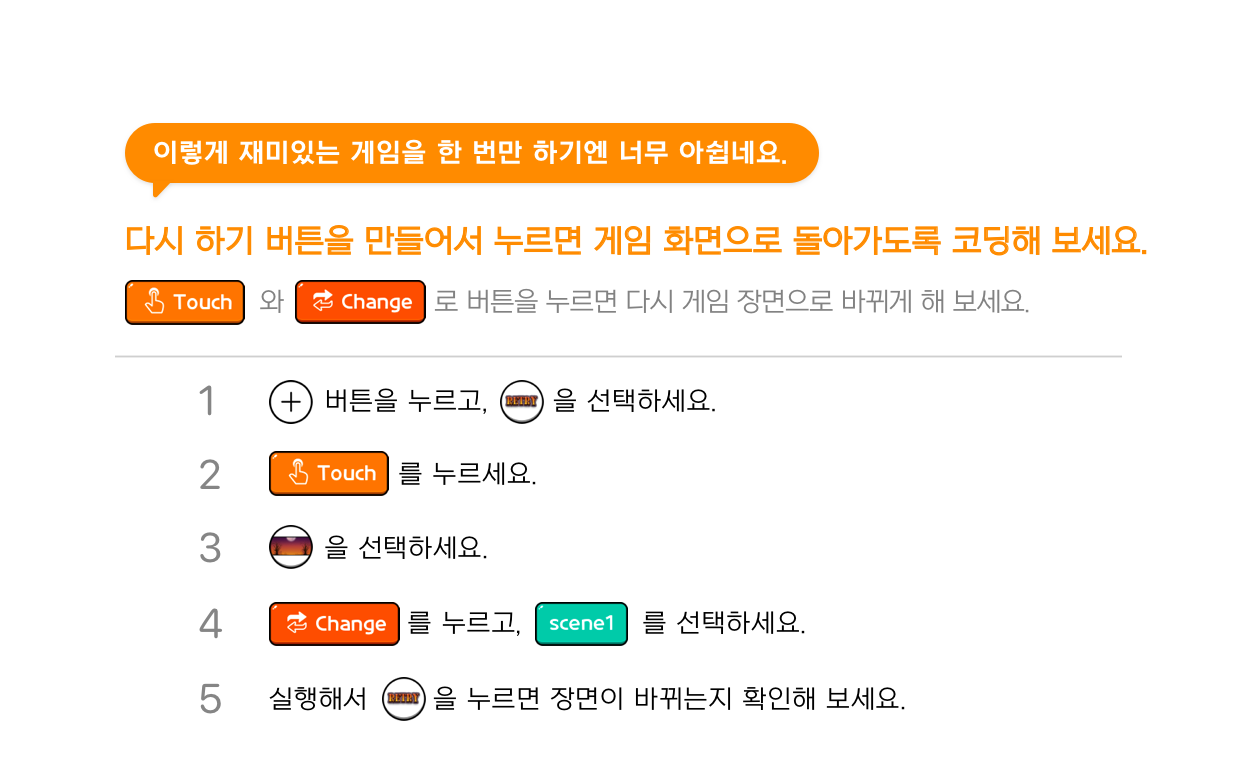 이렇게 재미있는 게임을 한 번만 하기엔 너무 아쉽네요.
다시 하기 버튼을 만들어서 누르면 게임 화면으로 돌아가도록 코딩해 보세요.
Touch 와 Change 로 버튼을 누르면 다시 게임 장면으로 바뀌게 해 보세요.
1 버튼을 누르고, RETRY 을 선택하세요.
2 Touch 를 누르세요.
3 을 선택하세요.
4 Change 를 누르고, scene1 를 선택하세요.
5 실행해서 RETRY 을 누르면 장면이 바뀌는지 확인해 보세요.